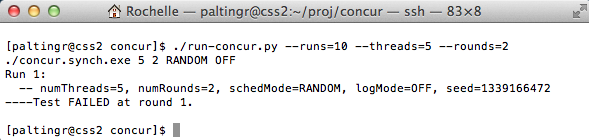 Rochelle — paltingr@css2:~/proj/concur — ssh — 83×8
[paltingr@css2 concur]$ ./run-concur.py --runs=10 --threads=5 --rounds=2
./concur.synch.exe 5 2 RANDOM OFF
Run 1:
  -- numThreads=5, numRounds=2, schedMode=RANDOM, logMode=OFF, seed=1339166472
----Test FAILED at round 1.
[paltingr@css2 concur]$